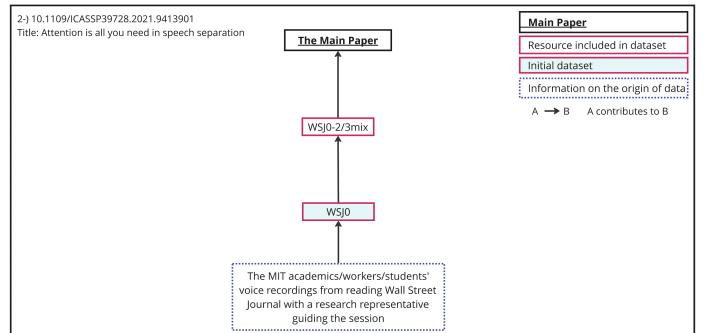 2-) 10.1109/ICASSP39728.2021.9413901
Title: Attention is all you need in speech separation
The Main Paper
WSJ0-2/3mix
WSJ0
The MIT academics/workers/students'
voice recordings from reading Wall Street
Journal with a research representative
guiding the session
Main Paper
Resource included in dataset
Initial dataset
Information on the origin of data
A → B A contributes to B